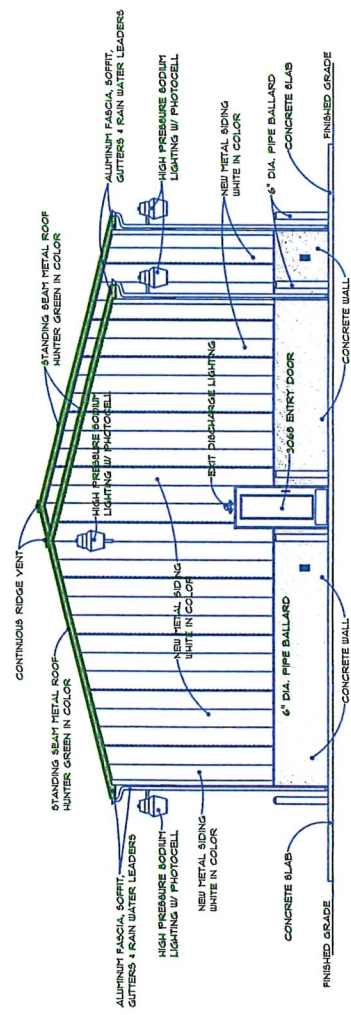 CONTINUOUS RIDGE VENT
STANDING SEAM METAL ROOF
HUNTER GREEN IN COLOR
STANDING SEAM METAL ROOF
HUNTER GREEN IN COLOR
ALUMINUM FASCIA, SOFFIT,
GUTTERS & RAIN WATER LEADERS
ALUMINUM FASCIA, SOFFIT,
GUTTERS & RAIN WATER LEADERS
HIGH PRESSURE SODIUM
LIGHTING W/ PHOTOCELL
HIGH PRESSURE SODIUM
LIGHTING W/ PHOTOCELL
HIGH PRESSURE SODIUM
LIGHTING W/ PHOTOCELL
NEW METAL SIDING
WHITE IN COLOR
NEW METAL SIDING
WHITE IN COLOR
NEW METAL SIDING
WHITE IN COLOR
EXIT DISCHARGE LIGHTING
3068 ENTRY DOOR
6" DIA. PIPE BALLARD
6" DIA. PIPE BALLARD
CONCRETE SLAB
CONCRETE SLAB
FINISHED GRADE
FINISHED GRADE
CONCRETE WALL
CONCRETE WALL